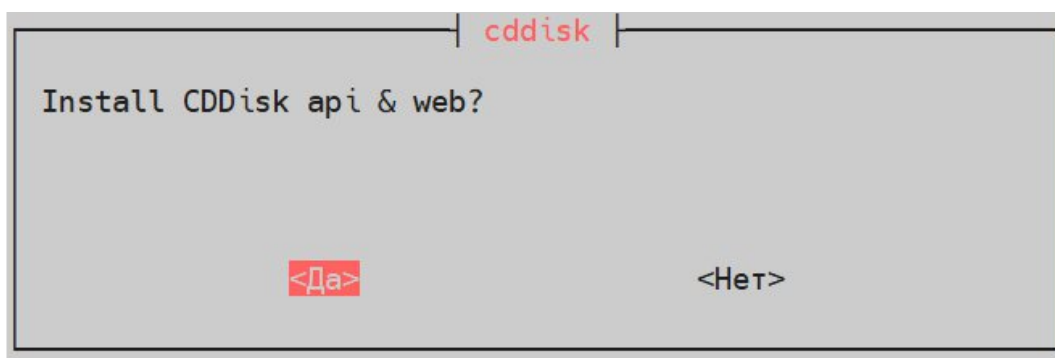 cddisk
Install CDDisk api & web?
<Да> <Нет>